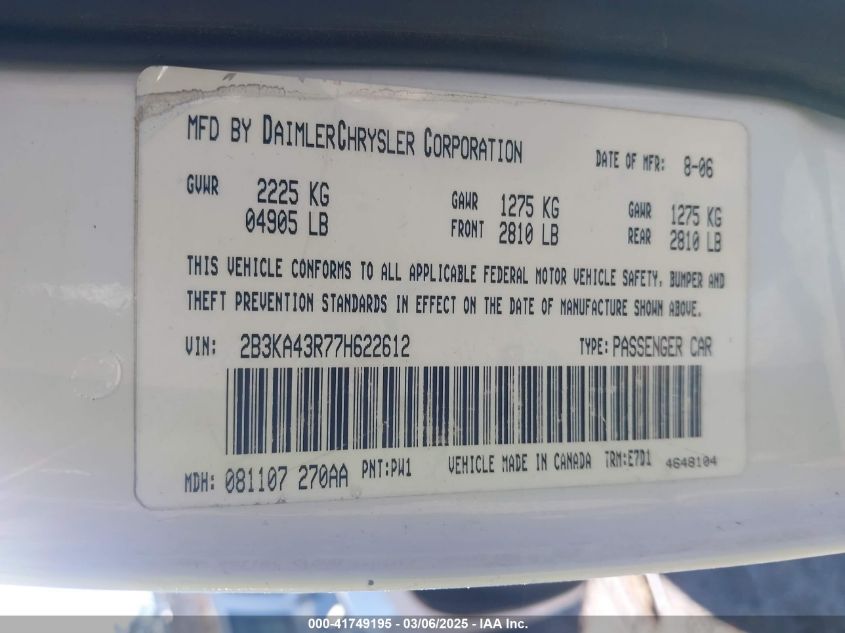 MFD BY DAIMLERCHRYSLER CORPORATION DATE OF MFR: 8-06
GVWR 2225 KG GAWR 1275 KG GAWR 1275 KG
04905 LB FRONT 2810 LB REAR 2810 LB
THIS VEHICLE CONFORMS TO ALL APPLICABLE FEDERAL MOTOR VEHICLE SAFETY, BUMPER AND
THEFT PREVENTION STANDARDS IN EFFECT ON THE DATE OF MANUFACTURE SHOWN ABOVE.
VIN: 2B3KA43R77H622612 TYPE: PASSENGER CAR
MDH: 081107 270AA PNT:PW1 VEHICLE MADE IN CANADA TRM:E7D1 4648104
000-41749195 - 03/06/2025 - IAA Inc.